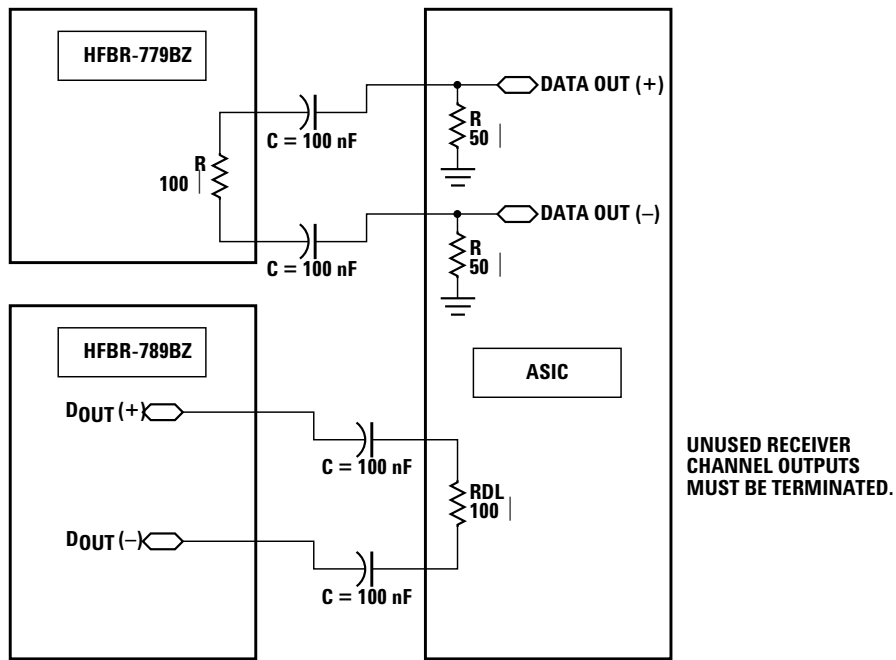 HFBR-779BZ
C = 100 nF
R
100 |
C = 100 nF
DATA OUT (+)
R
50 |
DATA OUT (–)
R
50 |
HFBR-789BZ
DOUT (+)
DOUT (–)
C = 100 nF
C = 100 nF
ASIC
RDL
100 |
UNUSED RECEIVER
CHANNEL OUTPUTS
MUST BE TERMINATED.